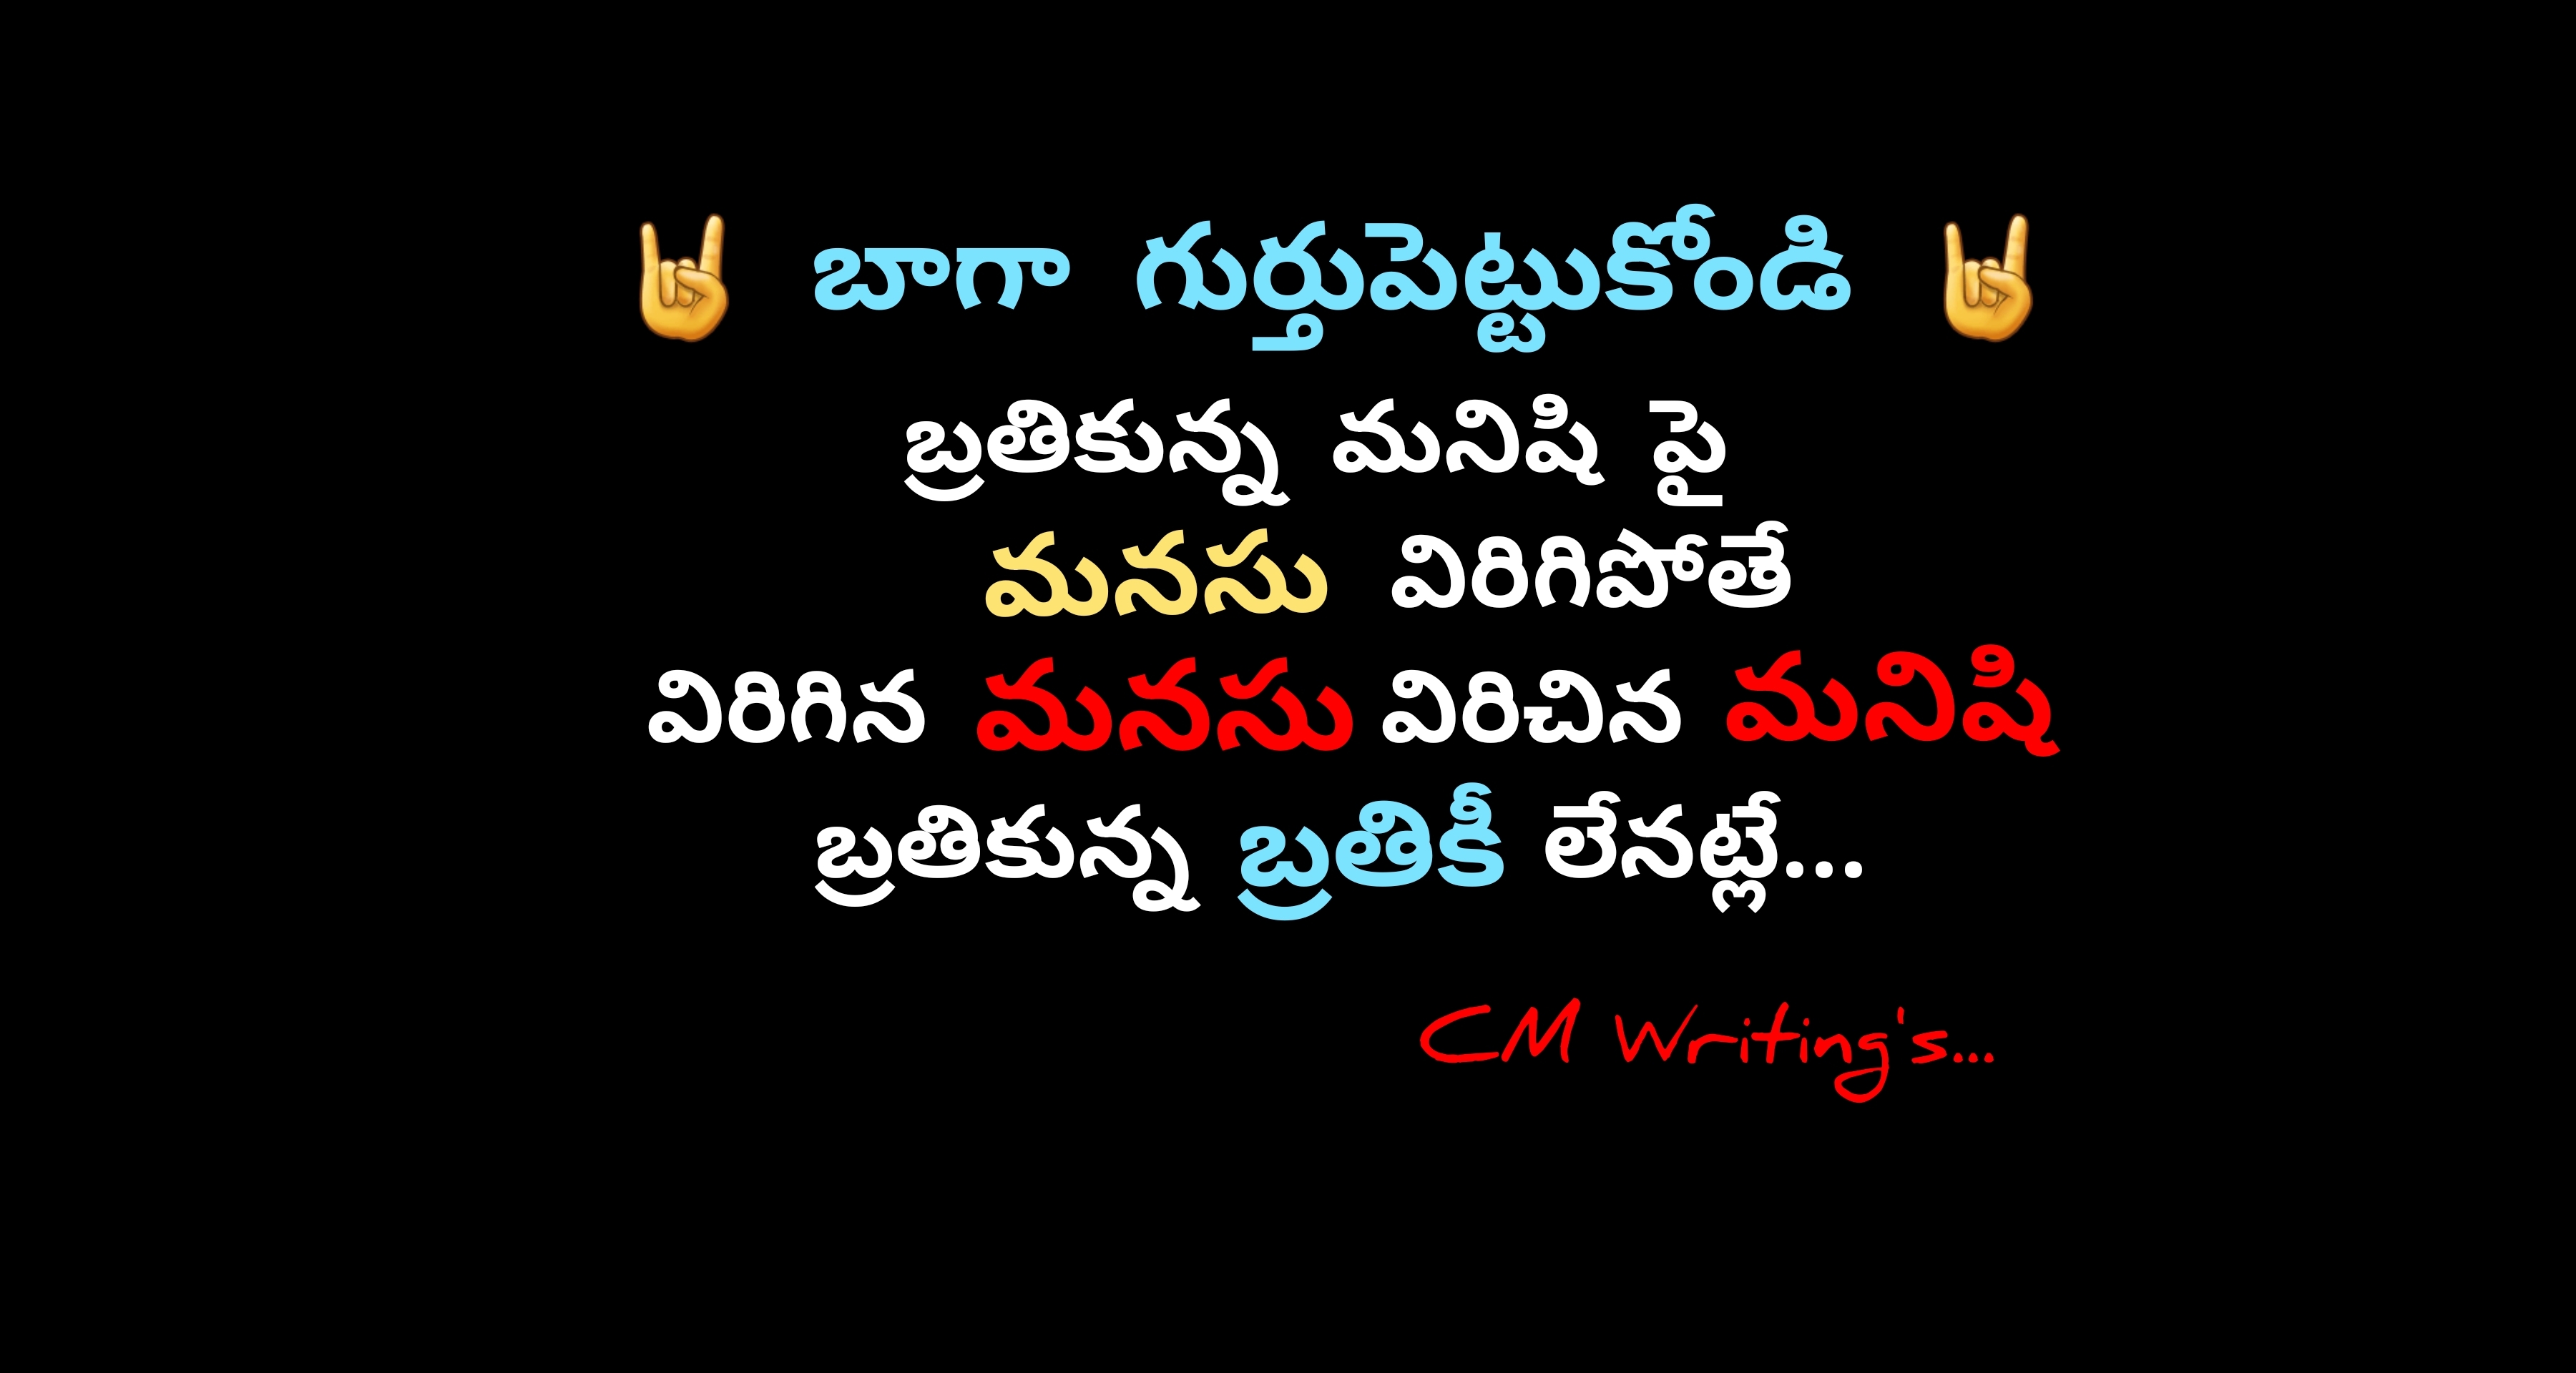 🤘 బాగా గుర్తుపెట్టుకోండి 🤘
బ్రతికున్న మనిషి పై
మనసు విరిగిపోతే
విరిగిన మనసు విరిచిన మనిషి
బ్రతికున్న బ్రతికీ లేనట్లే...
CM Writing's...